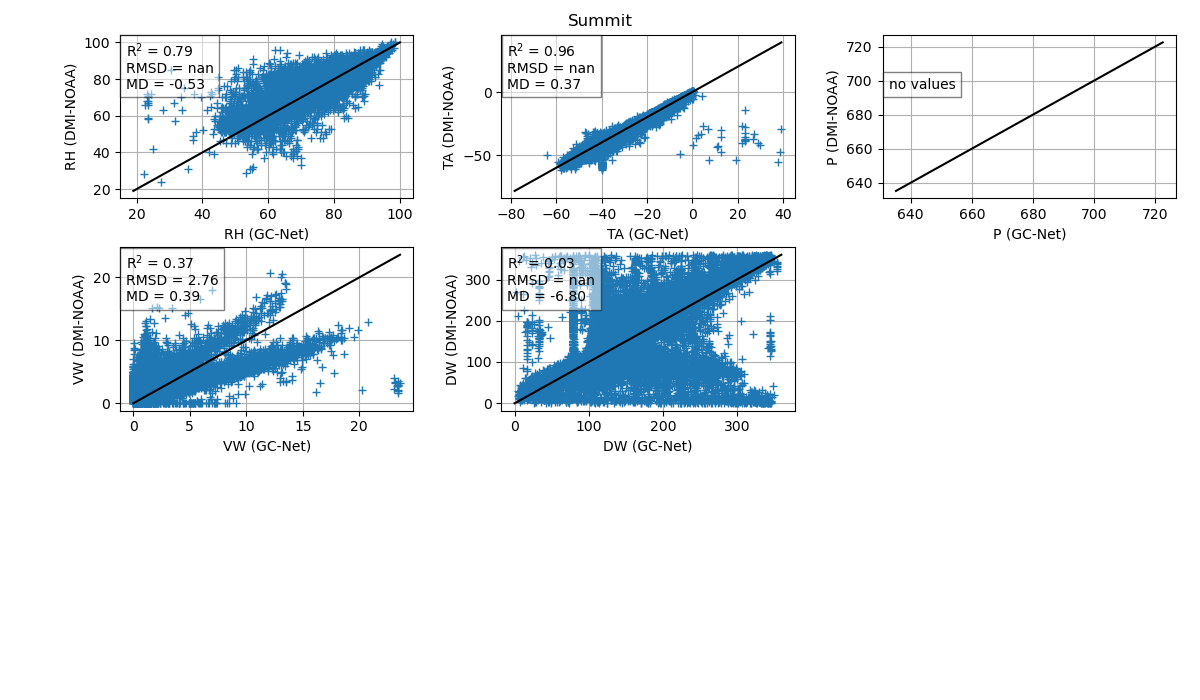 Summit
R² = 0.79
RMSD = nan
MD = -0.53
100
80
60
40
20
20 40 60 80 100
RH (DMI-NOAA)
RH (GC-Net)
R² = 0.96
RMSD = nan
MD = 0.37
0
−50
−80 −60 −40 −20 0 20 40
TA (DMI-NOAA)
TA (GC-Net)
no values
720
700
680
660
640
640 660 680 700 720
P (DMI-NOAA)
P (GC-Net)
R² = 0.37
RMSD = 2.76
MD = 0.39
20
10
0
0 5 10 15 20
VW (DMI-NOAA)
VW (GC-Net)
R² = 0.03
RMSD = nan
MD = -6.80
300
200
100
0
0 100 200 300
DW (DMI-NOAA)
DW (GC-Net)